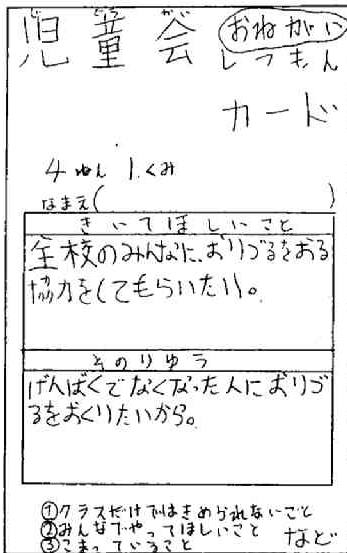 じどうかい
児童会 おねがい
しつもん
カード
4ねん1くみ
なまえ( )
きいてほしいこと
全校のみんなに、おりづるをおる
協力をしてもらいたい。
そのりゆう
げんばくでなくなった人におりづ
るをおくりたいから。
①クラスだけではきめられないこと
②みんなでやってほしいこと
③こまっていること など